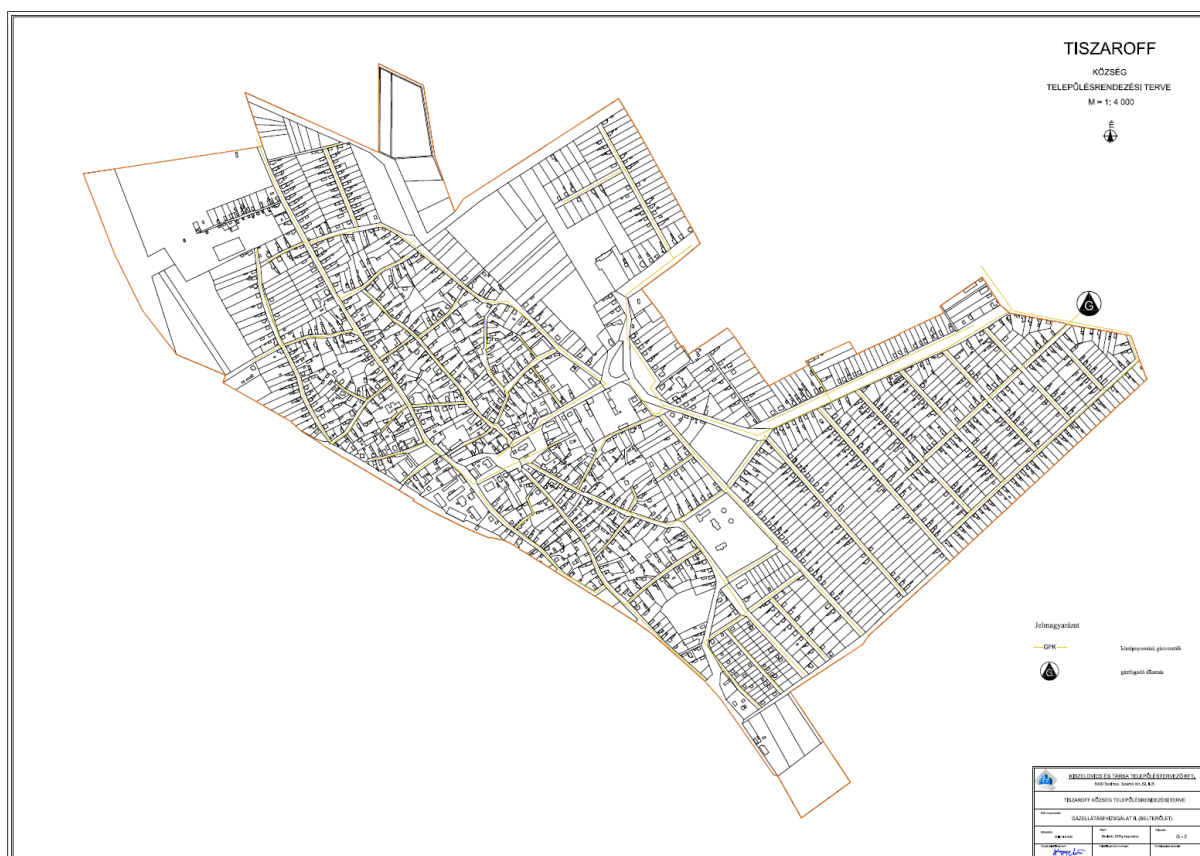 TISZAROFF
KÖZSÉG
TELEPÜLÉSRENDEZÉSI TERVE
M = 1: 4 000
É
G
Jelmagyarázat
GFK
középnyomású gázvezeték
G
gázfogadó állomás
KISZELOVICS ÉS TÁRSA TELEPÜLÉSTERVEZŐ KFT.
TISZAROFF KÖZSÉG TELEPÜLÉSRENDEZÉSI TERVE
GÁZELLÁTÁSI VIZSGÁLAT II. (BELTERÜLET)
G - 2